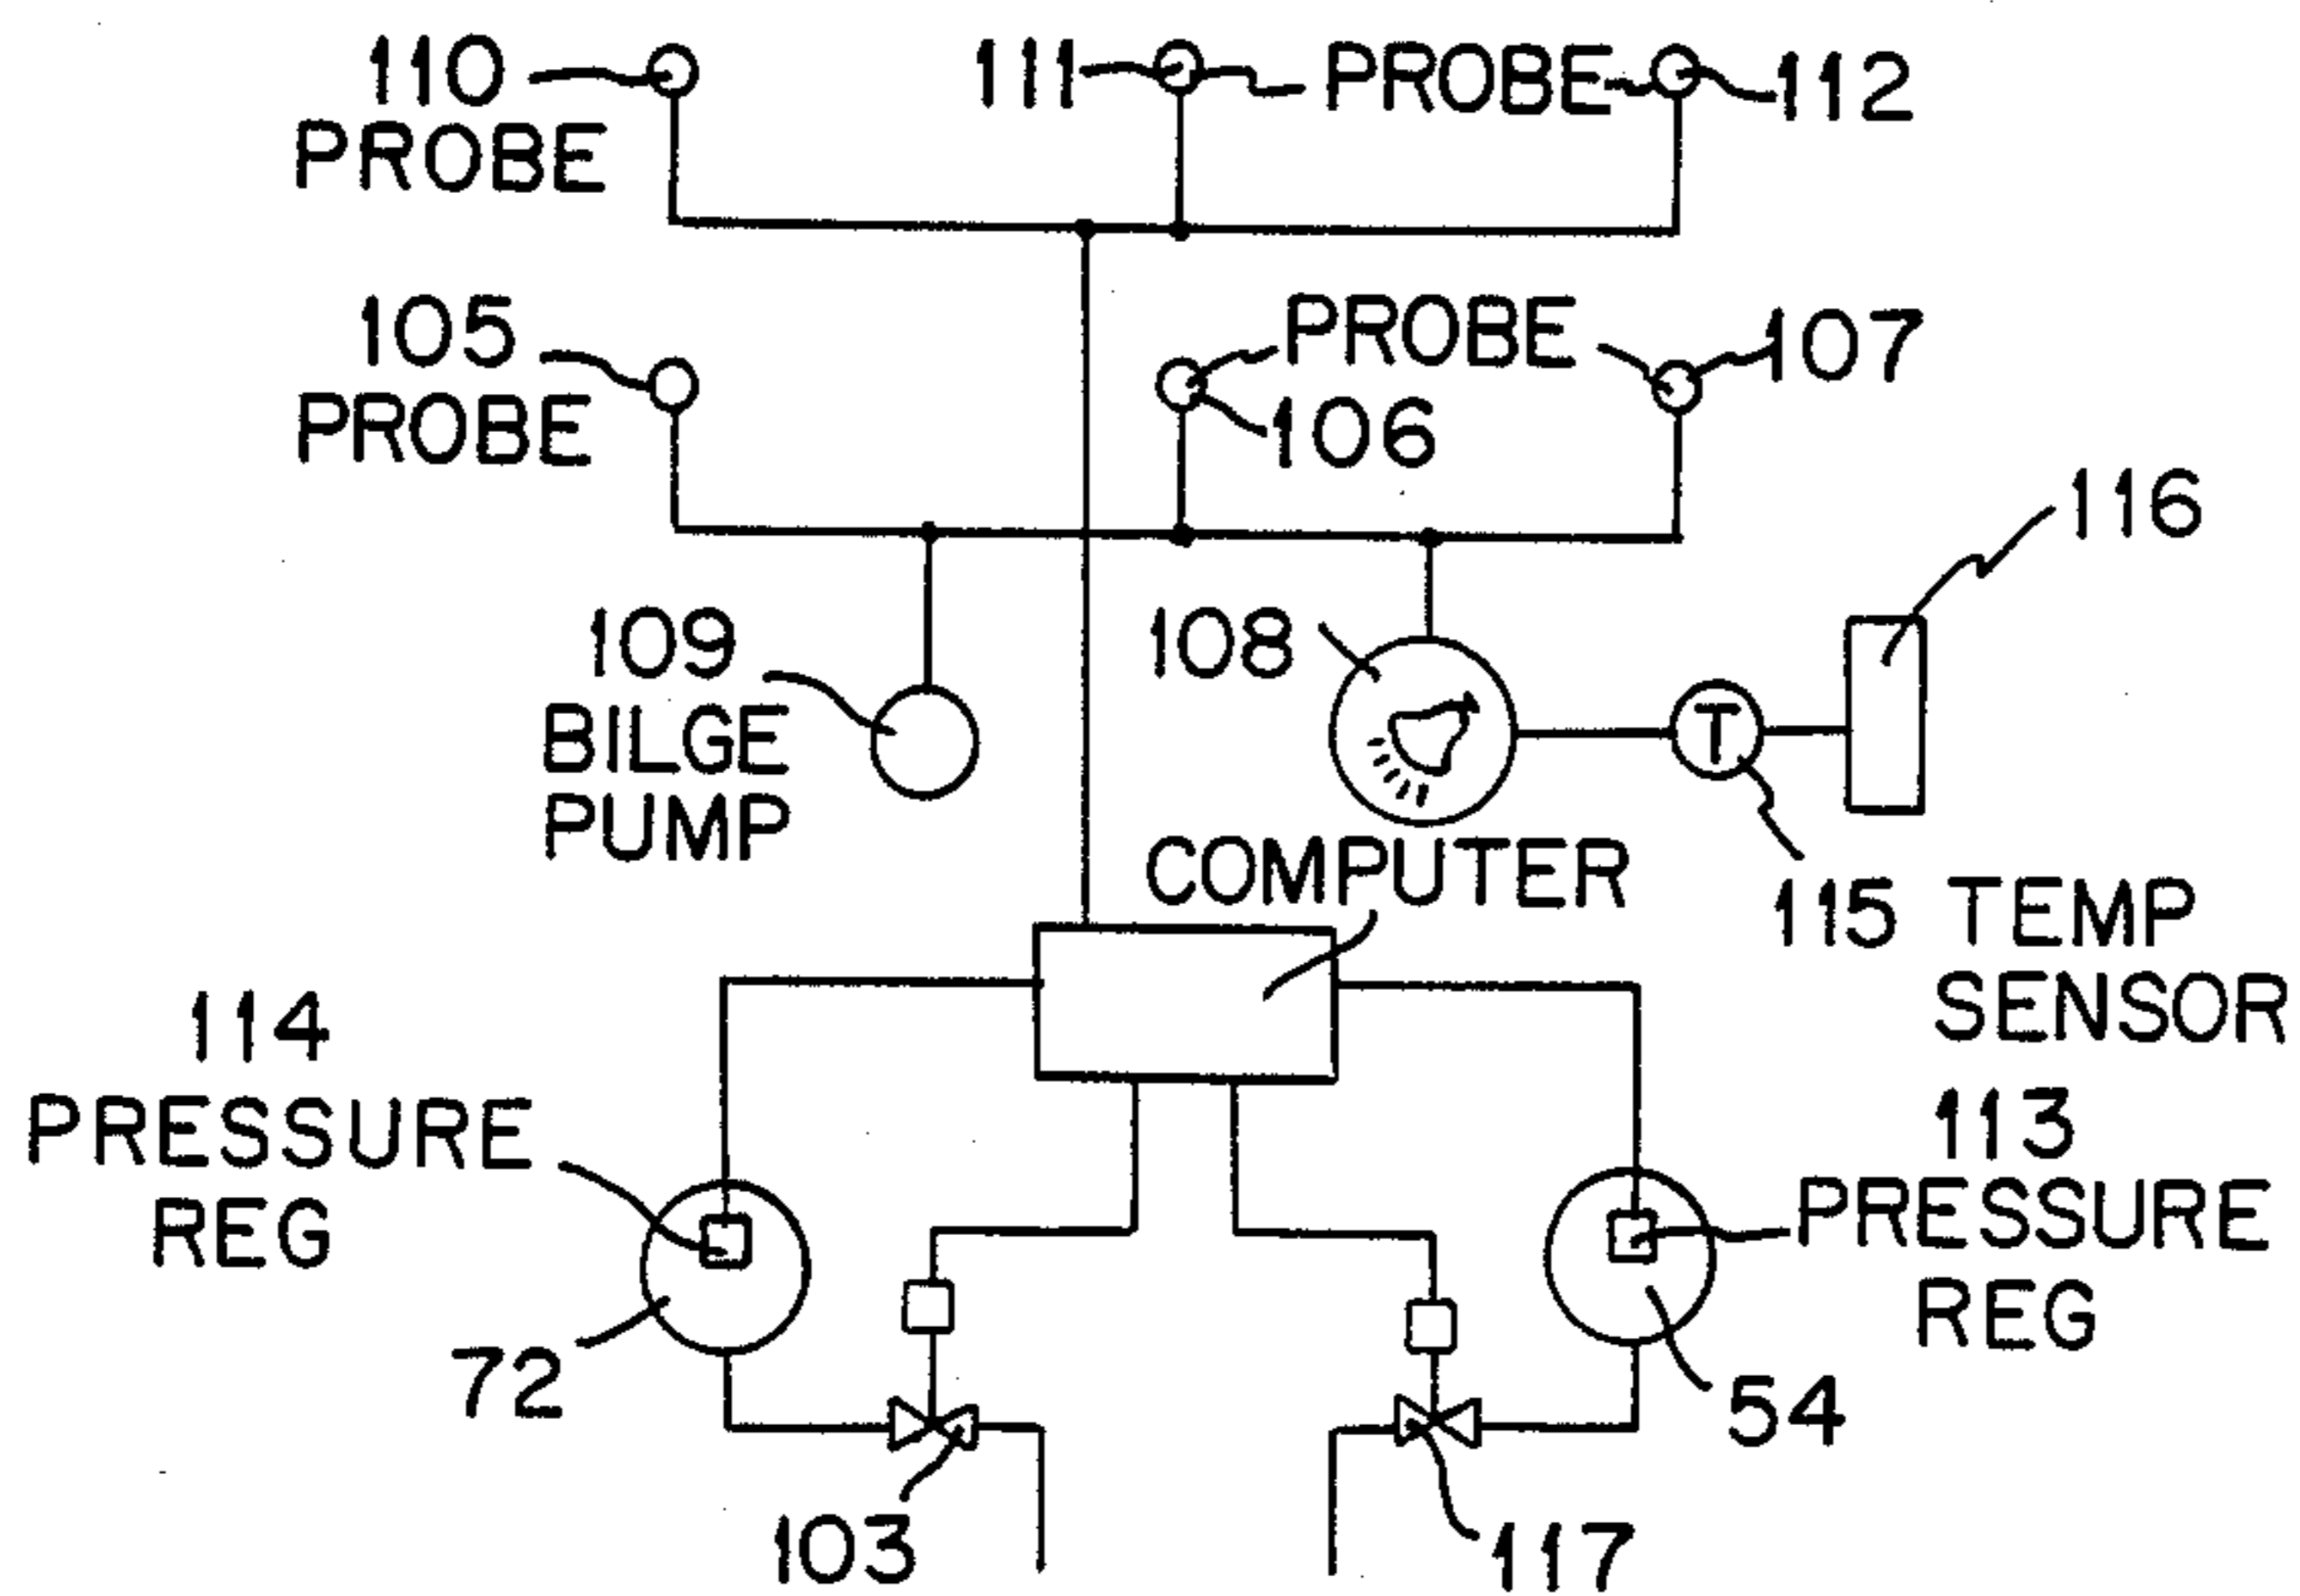 110
PROBE
111
PROBE
112
105
PROBE
PROBE
107
106
116
109
BILGE
PUMP
108
T
COMPUTER
115 TEMP
SENSOR
114
PRESSURE
REG
113
PRESSURE
REG
72
54
103
117